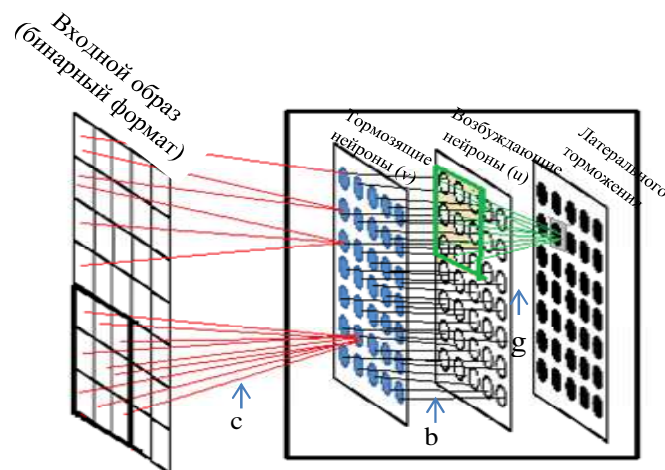 Входной образ
(бинарный формат)
Тормозящие
нейроны (v)
Возбуждающие
нейроны (u)
Латерального
торможения
c
b
g